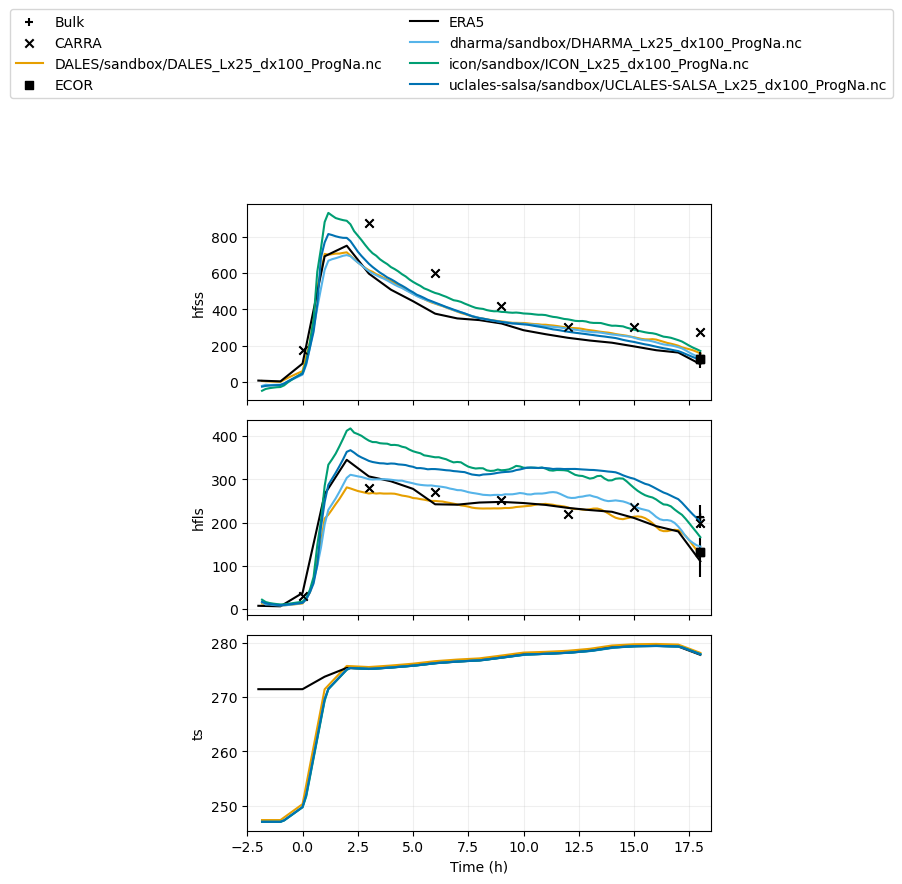 Bulk
CARRA
DALES/sandbox/DALES_Lx25_dx100_ProgNa.nc
ECOR
ERA5
dharma/sandbox/DHARMA_Lx25_dx100_ProgNa.nc
icon/sandbox/ICON_Lx25_dx100_ProgNa.nc
uclales-salsa/sandbox/UCLALES-SALSA_Lx25_dx100_ProgNa.nc
hfss
800
600
400
200
0
hfls
400
300
200
100
0
ts
280
270
260
250
−2.5 0.0 2.5 5.0 7.5 10.0 12.5 15.0 17.5
Time (h)